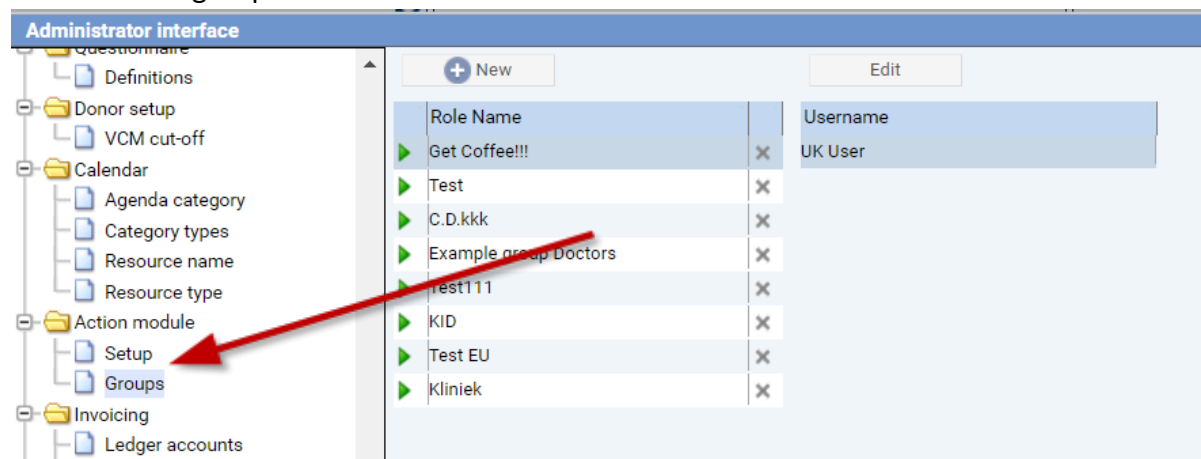 Administrator interface
Questionnaire
Definitions
Donor setup
VCM cut-off
Calendar
Agenda category
Category types
Resource name
Resource type
Action module
Setup
Groups
Invoicing
Ledger accounts
New
Role Name
Get Coffee!!!
Test
C.D.kkk
Example group Doctors
Test111
KID
Test EU
Kliniek
Edit
Username
UK User